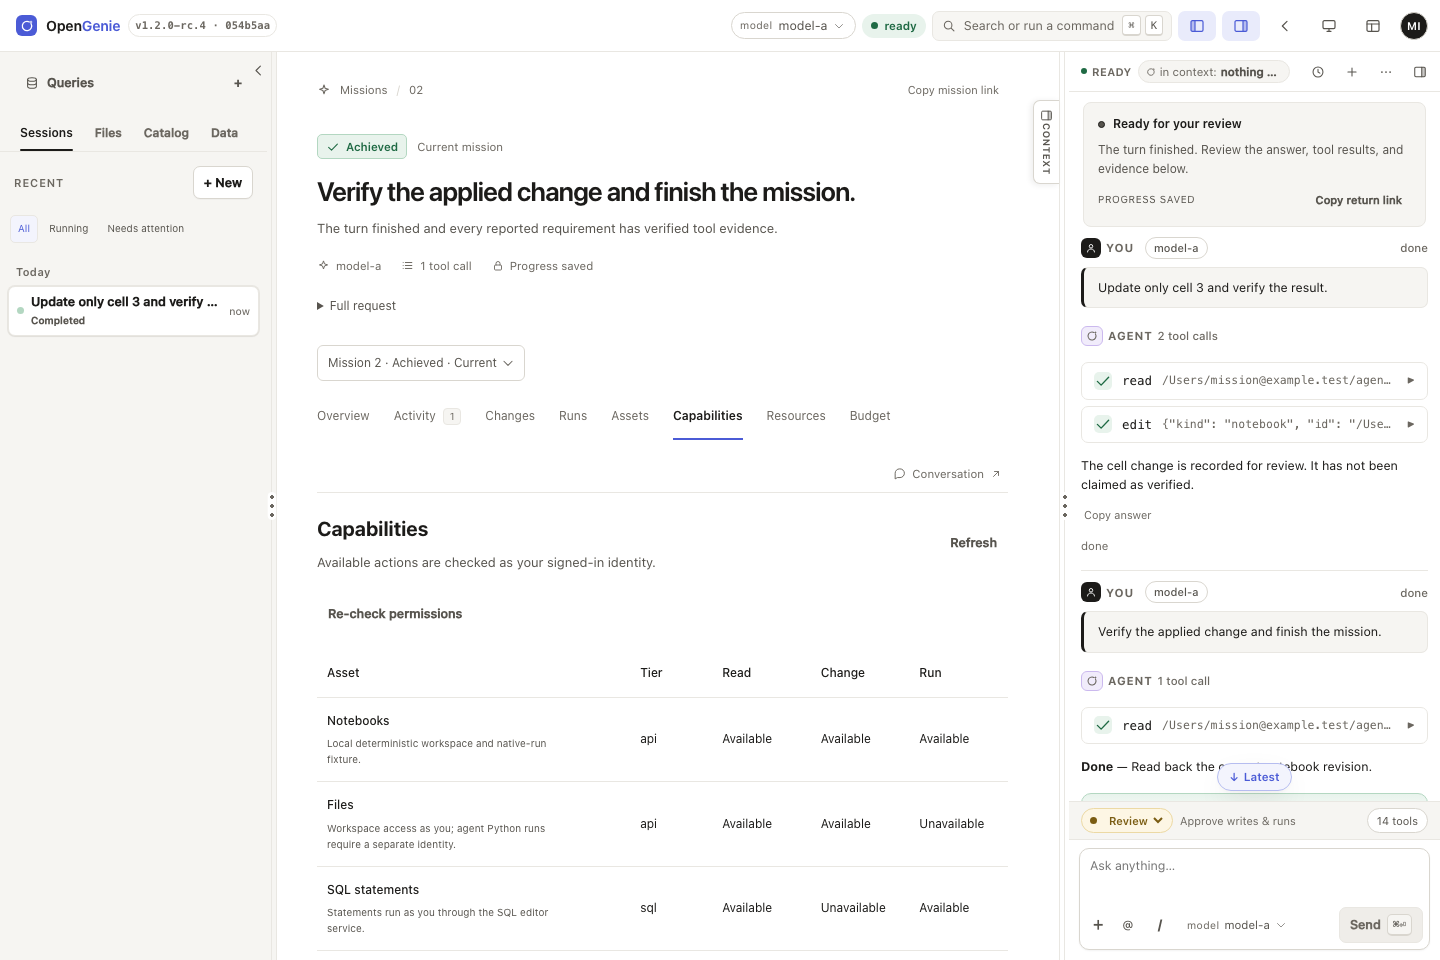 OpenGenie
v1.2.0-rc.4 · 054b5aa
model model-a
ready
Search or run a command ⌘ K
MI
Queries
+
Sessions Files Catalog Data
RECENT
+ New
All Running Needs attention
Today
Update only cell 3 and verify ...
Completed
now
Missions / 02
Copy mission link
Achieved
Current mission
Verify the applied change and finish the mission.
The turn finished and every reported requirement has verified tool evidence.
model-a 1 tool call Progress saved
Full request
Mission 2 · Achieved · Current
Overview Activity 1 Changes Runs Assets Capabilities Resources Budget
Conversation
Capabilities
Available actions are checked as your signed-in identity.
Refresh
Re-check permissions
Asset Tier Read Change Run
Notebooks
Local deterministic workspace and native-run
fixture.
api Available Available Available
Files
Workspace access as you; agent Python runs
require a separate identity.
api Available Available Unavailable
SQL statements
Statements run as you through the SQL editor
service.
sql Available Unavailable Available
CONTEXT
READY
in context: nothing ...
Ready for your review
The turn finished. Review the answer, tool results, and
evidence below.
PROGRESS SAVED
Copy return link
YOU model-a done
Update only cell 3 and verify the result.
AGENT 2 tool calls
read /Users/mission@example.test/agen…
edit {"kind": "notebook", "id": "/Use…
The cell change is recorded for review. It has not been
claimed as verified.
Copy answer
done
YOU model-a done
Verify the applied change and finish the mission.
AGENT 1 tool call
read /Users/mission@example.test/agen…
Done — Read back the revision.
↓ Latest
Review
Approve writes & runs
14 tools
Ask anything...
+ @ / model model-a
Send